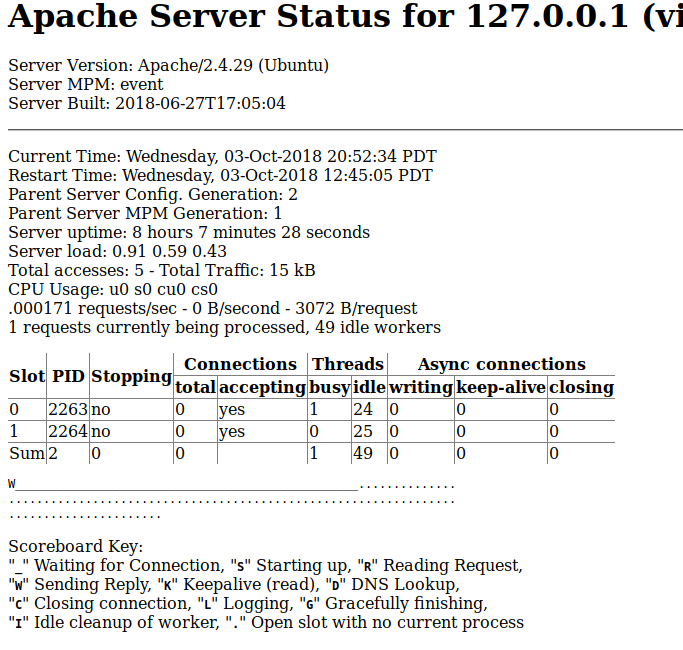 Apache Server Status for 127.0.0.1 (vi
Server Version: Apache/2.4.29 (Ubuntu)
Server MPM: event
Server Built: 2018-06-27T17:05:04
Current Time: Wednesday, 03-Oct-2018 20:52:34 PDT
Restart Time: Wednesday, 03-Oct-2018 12:45:05 PDT
Parent Server Config. Generation: 2
Parent Server MPM Generation: 1
Server uptime: 8 hours 7 minutes 28 seconds
Server load: 0.91 0.59 0.43
Total accesses: 5 - Total Traffic: 15 kB
CPU Usage: u0 s0 cu0 cs0
.000171 requests/sec - 0 B/second - 3072 B/request
1 requests currently being processed, 49 idle workers
Slot PID Stopping Connections Threads Async connections
total accepting busy idle writing keep-alive closing
0 2263 no 0 yes 1 24 0 0 0
1 2264 no 0 yes 0 25 0 0 0
Sum 2 0 0 1 49 0 0 0
W_________________________________________________..............
................................................................
......................
Scoreboard Key:
"_" Waiting for Connection, "S" Starting up, "R" Reading Request,
"W" Sending Reply, "K" Keepalive (read), "D" DNS Lookup,
"C" Closing connection, "L" Logging, "G" Gracefully finishing,
"I" Idle cleanup of worker, "." Open slot with no current process